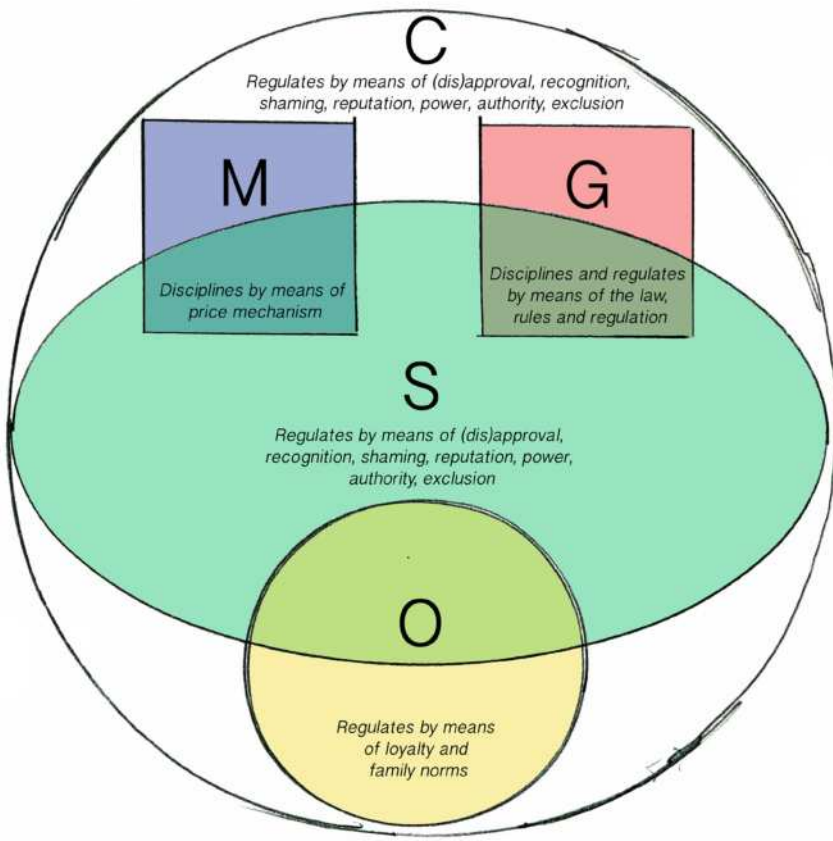 C
Regulates by means of (dis)approval, recognition,
shaming, reputation, power, authority, exclusion
M
G
Disciplines by means of
price mechanism
Disciplines and regulates
by means of the law,
rules and regulation
S
Regulates by means of (dis)approval,
recognition, shaming, reputation, power,
authority, exclusion
O
Regulates by means
of loyalty and
family norms